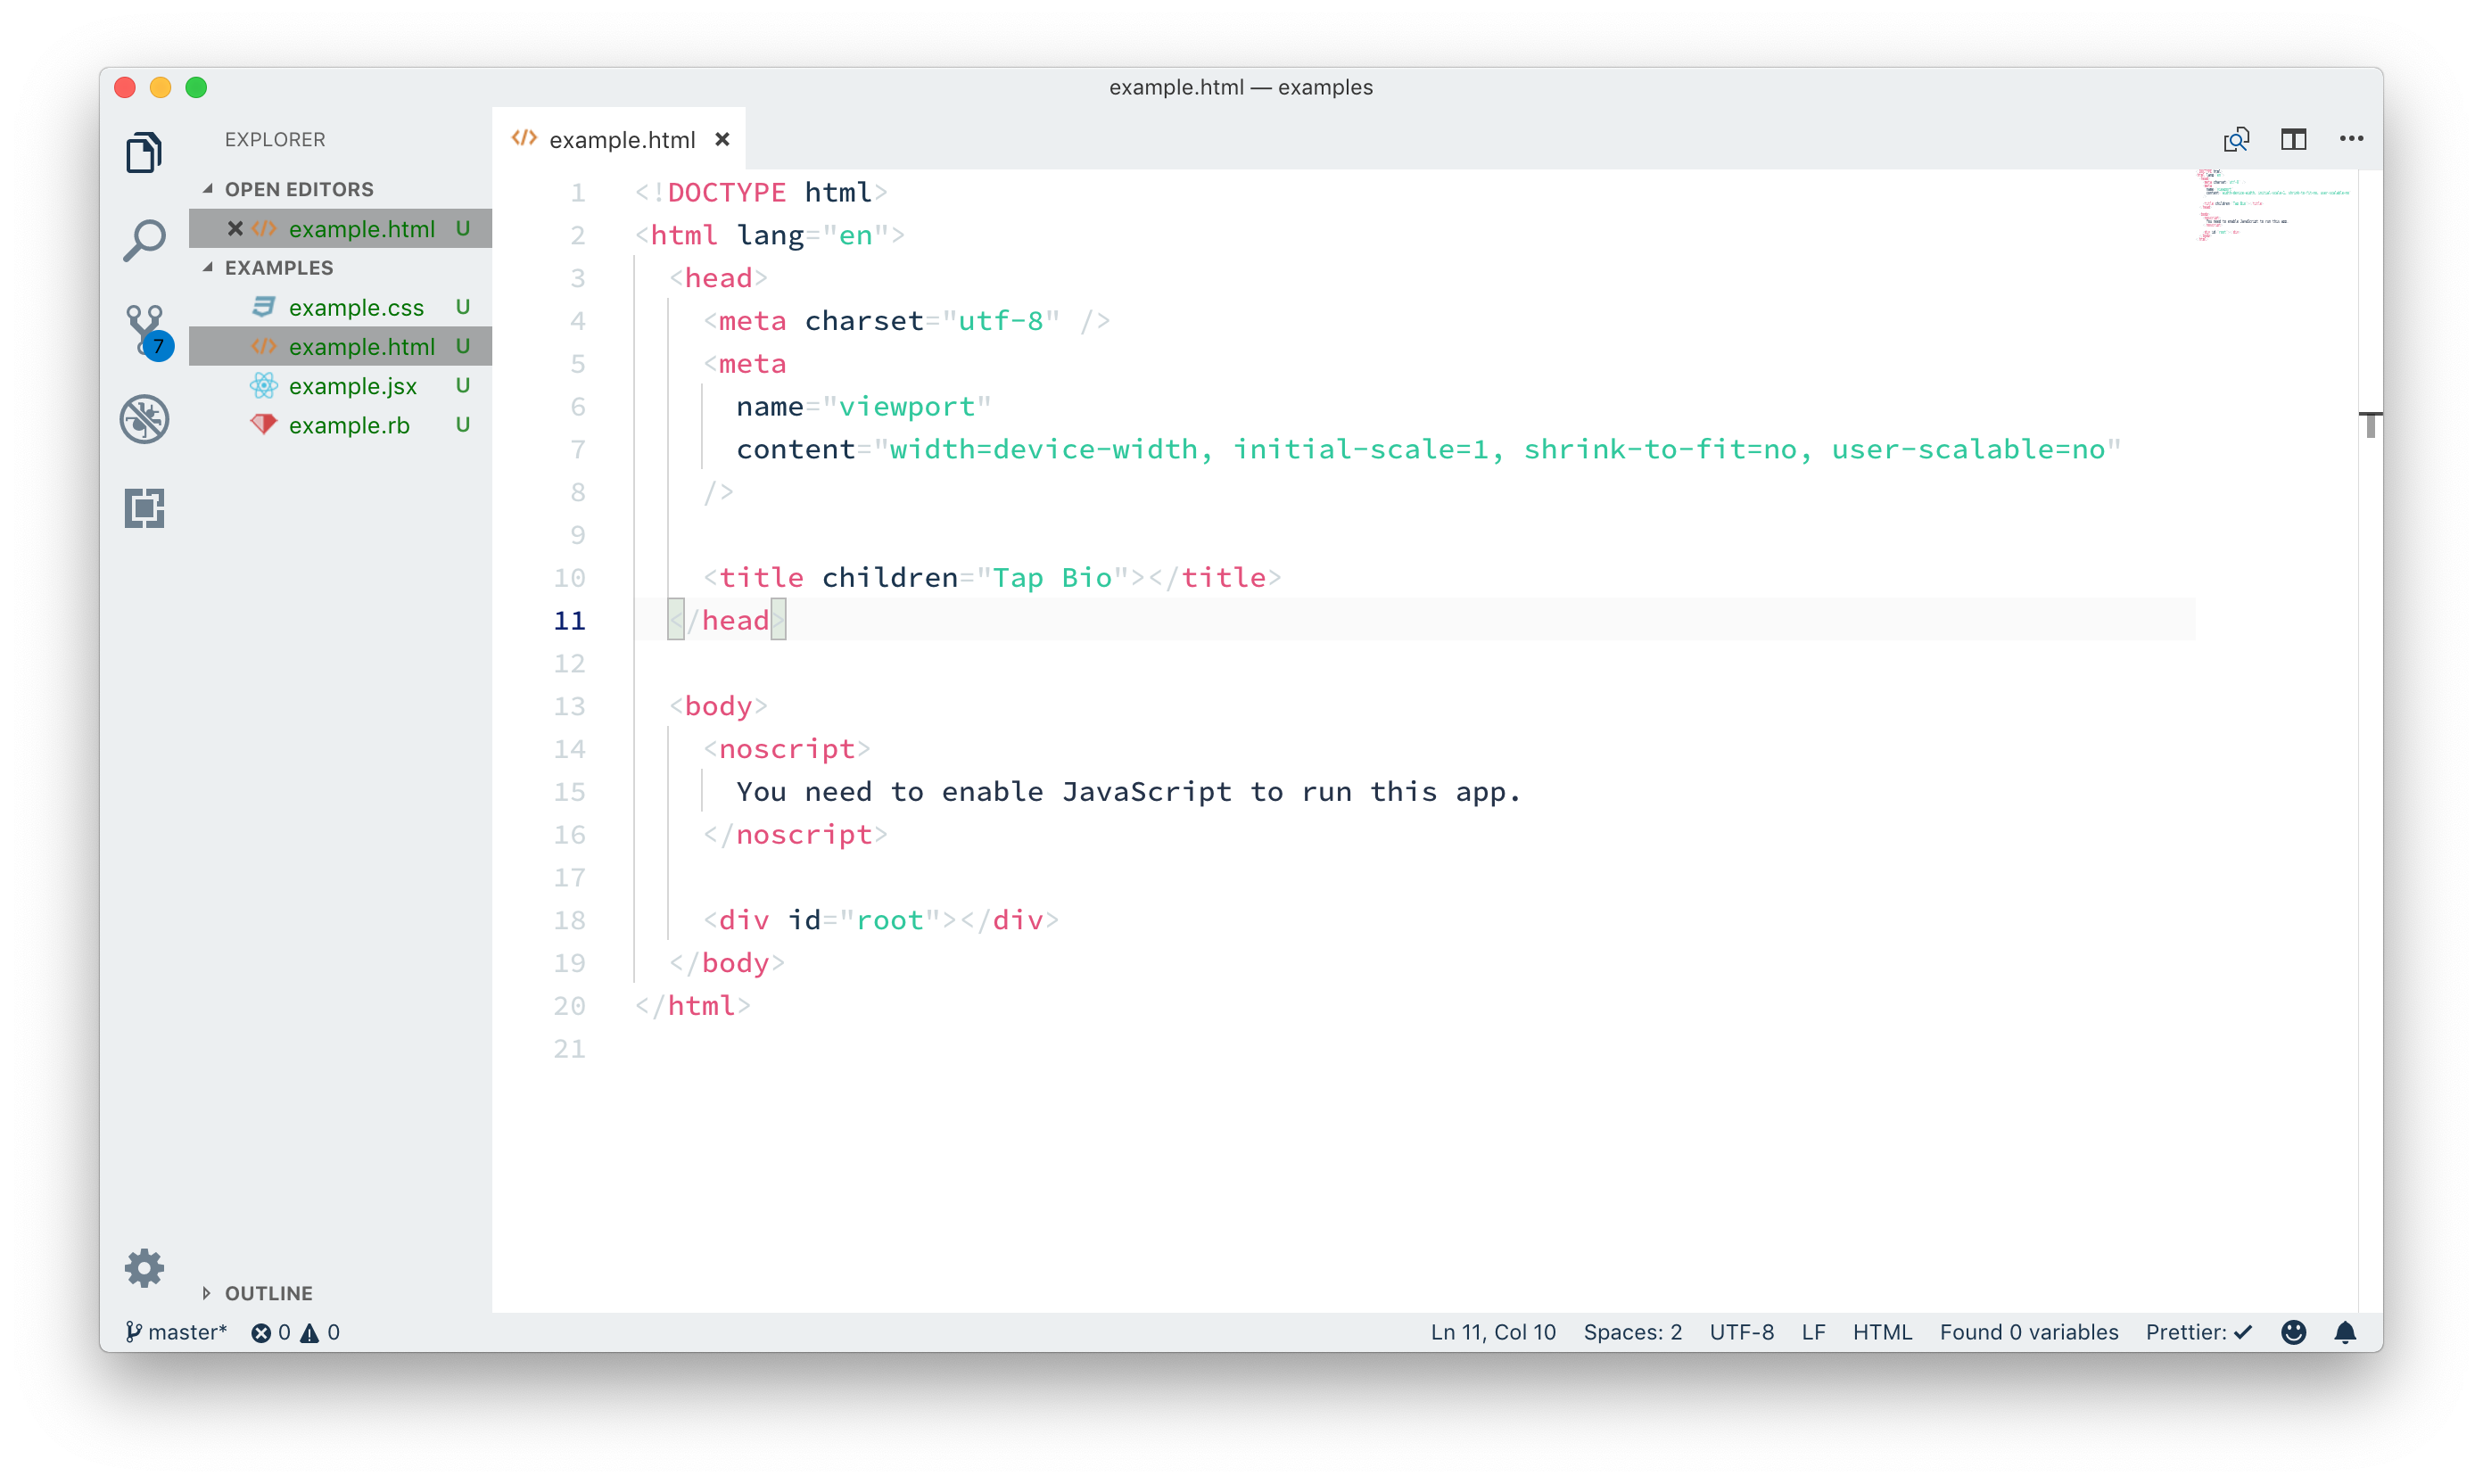 example.html — examples
EXPLORER
OPEN EDITORS
example.html U
EXAMPLES
example.css U
example.html U
example.jsx U
example.rb U
7
OUTLINE
example.html
1 <!DOCTYPE html>
2 <html lang="en">
3 <head>
4 <meta charset="utf-8" />
5 <meta
6 name="viewport"
7 content="width=device-width, initial-scale=1, shrink-to-fit=no, user-scalable=no"
8 />
9
10 <title children="Tap Bio"></title>
11 </head>
12
13 <body>
14 <noscript>
15 You need to enable JavaScript to run this app.
16 </noscript>
17
18 <div id="root"></div>
19 </body>
20 </html>
21
master* 0 0 Ln 11, Col 10 Spaces: 2 UTF-8 LF HTML Found 0 variables Prettier: ✓